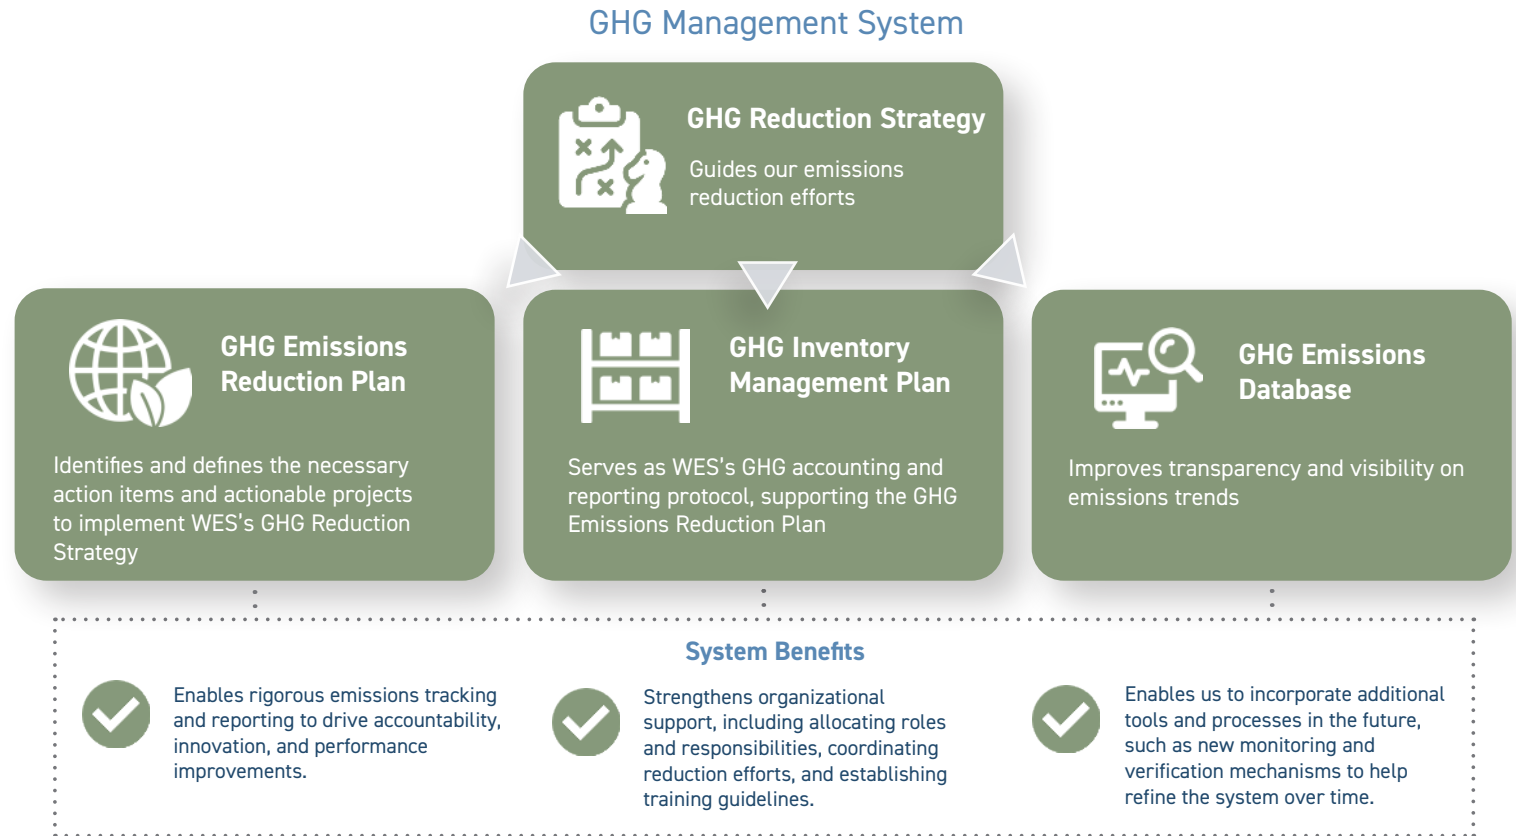 GHG Management System
GHG Reduction Strategy
Guides our emissions
reduction efforts
GHG Emissions
Reduction Plan
Identifies and defines the necessary
action items and actionable projects
to implement WES's GHG Reduction
Strategy
GHG Inventory
Management Plan
Serves as WES's GHG accounting and
reporting protocol, supporting the GHG
Emissions Reduction Plan
GHG Emissions
Database
Improves transparency and visibility on
emissions trends
System Benefits
Enables rigorous emissions tracking
and reporting to drive accountability,
innovation, and performance
improvements.
Strengthens organizational
support, including allocating roles
and responsibilities, coordinating
reduction efforts, and establishing
training guidelines.
Enables us to incorporate additional
tools and processes in the future,
such as new monitoring and
verification mechanisms to help
refine the system over time.